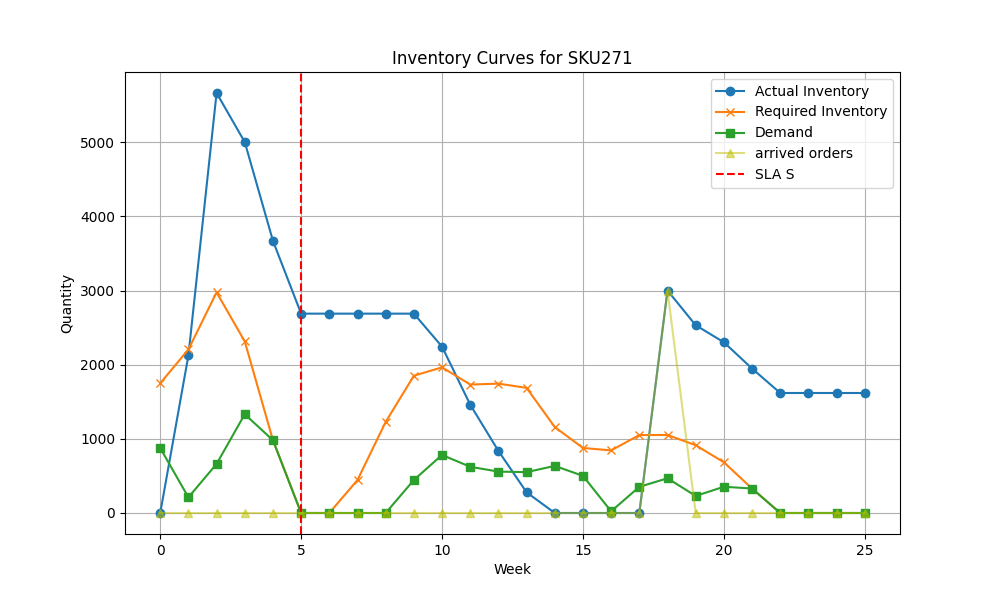 Inventory Curves for SKU271
Actual Inventory
Required Inventory
Demand
arrived orders
SLA S
Quantity
5000
4000
3000
2000
1000
0
0 5 10 15 20 25
Week